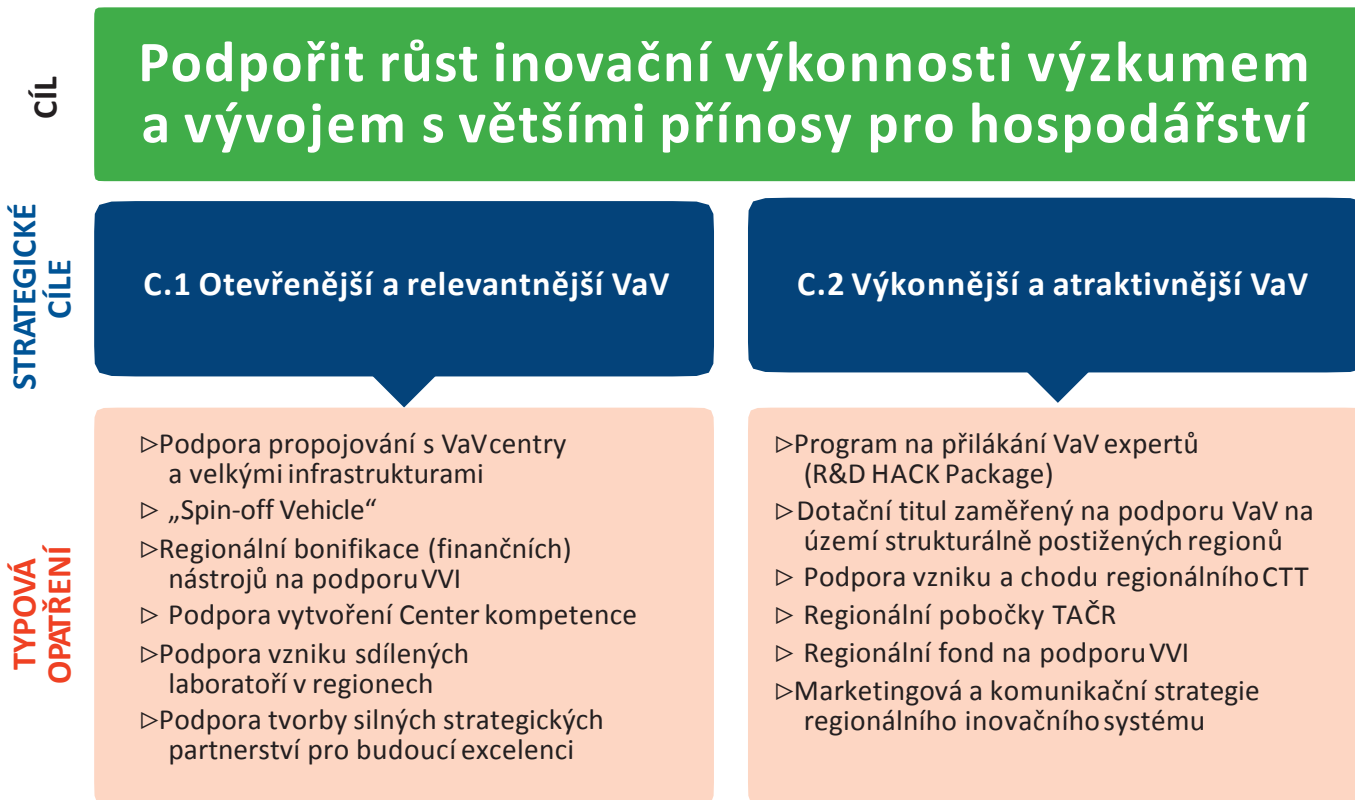 CÍL
Podpořit růst inovační výkonnosti výzkumem
a vývojem s většími přínosy pro hospodářství
STRATEGICKÉ
CÍLE
C.1 Otevřenější a relevantnější VaV
C.2 Výkonnější a atraktivnější VaV
TYPOVÁ
OPATŘENÍ
▷Podpora propojování s VaVcentry
a velkými infrastrukturami
▷ „Spin-off Vehicle“
▷Regionální bonifikace (finančních)
nástrojů na podporu VVI
▷ Podpora vytvoření Center kompetence
▷Podpora vzniku sdílených
laboratoří v regionech
▷Podpora tvorby silných strategických
partnerství pro budoucí excelenci
▷Program na přilákání VaV expertů
(R&D HACK Package)
▷Dotační titul zaměřený na podporu VaV na
území strukturálně postižených regionů
▷ Podpora vzniku a chodu regionálního CTT
▷ Regionální pobočky TAČR
▷ Regionální fond na podporu VVI
▷Marketingová a komunikační strategie
regionálního inovačního systému